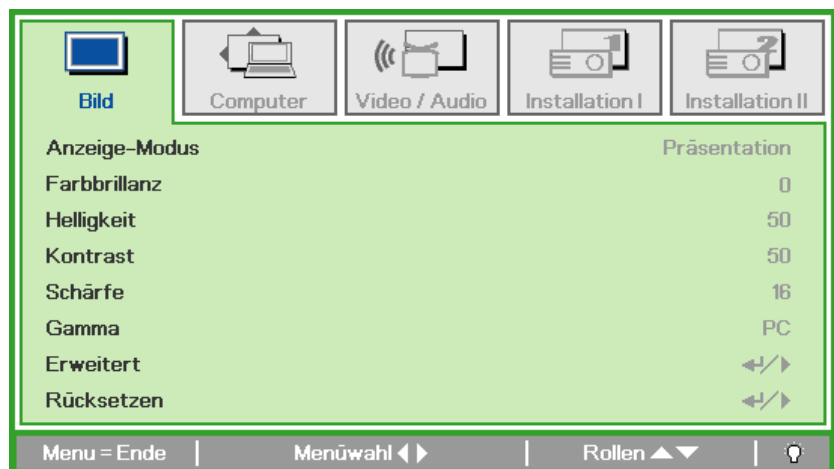 Bild
Computer
Video / Audio
Installation I
Installation II
Anzeige-Modus Präsentation
Farbbrillanz 0
Helligkeit 50
Kontrast 50
Schärfe 16
Gamma PC
Erweitert ↵/▶
Rücksetzen ↵/▶
Menu = Ende | Menüwahl ◀ ▶ | Rollen ▲▼ |